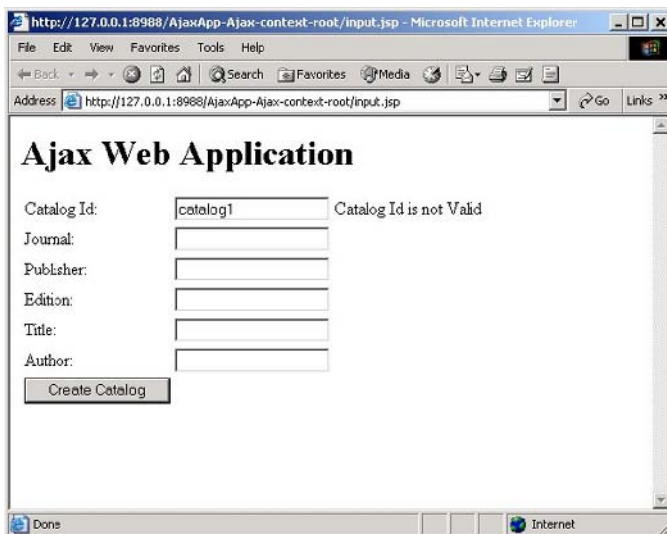 http://127.0.0.1:8988/AjaxApp-Ajax-context-root/input.jsp - Microsoft Internet Explorer
File Edit View Favorites Tools Help
Back Search Favorites Media
Address http://127.0.0.1:8988/AjaxApp-Ajax-context-root/input.jsp Go Links »
Ajax Web Application
Catalog Id: catalog1 Catalog Id is not Valid
Journal:
Publisher:
Edition:
Title:
Author:
Create Catalog
Done Internet